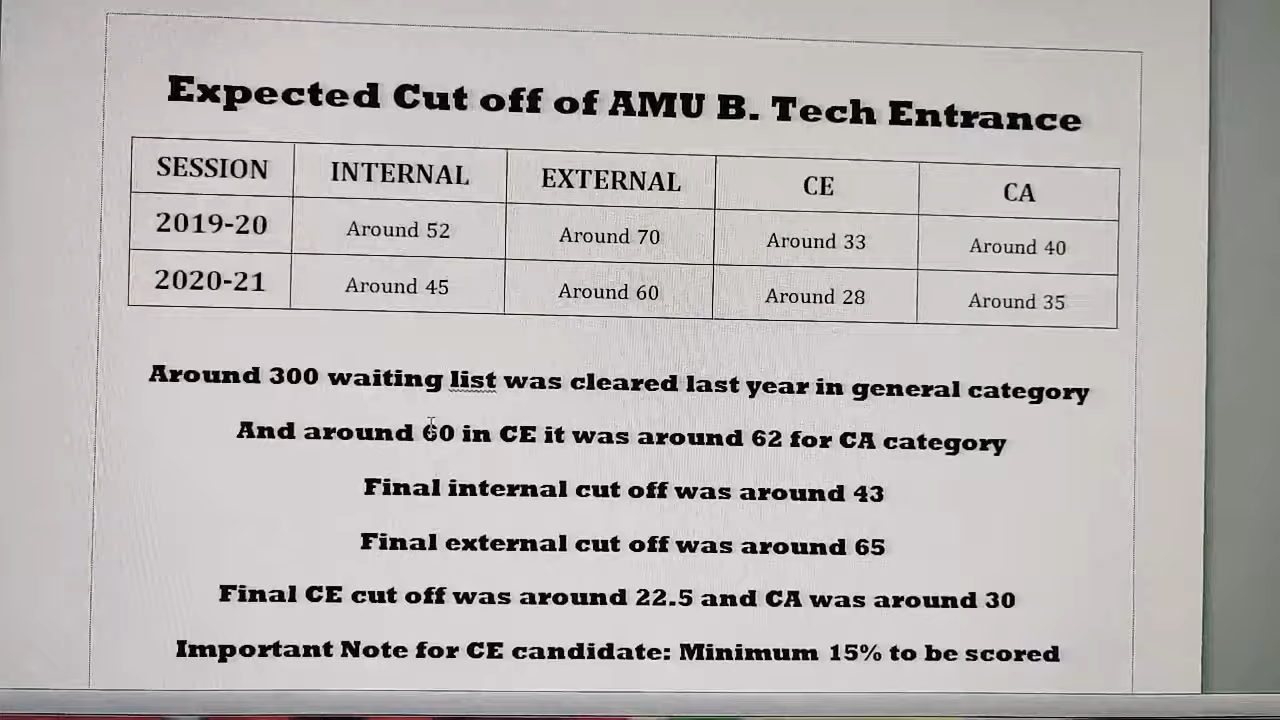 Expected Cut off of AMU B. Tech Entrance
SESSION INTERNAL EXTERNAL CE CA
2019-20 Around 52 Around 70 Around 33 Around 40
2020-21 Around 45 Around 60 Around 28 Around 35
Around 300 waiting list was cleared last year in general category
And around 60 in CE it was around 62 for CA category
Final internal cut off was around 43
Final external cut off was around 65
Final CE cut off was around 22.5 and CA was around 30
Important Note for CE candidate: Minimum 15% to be scored